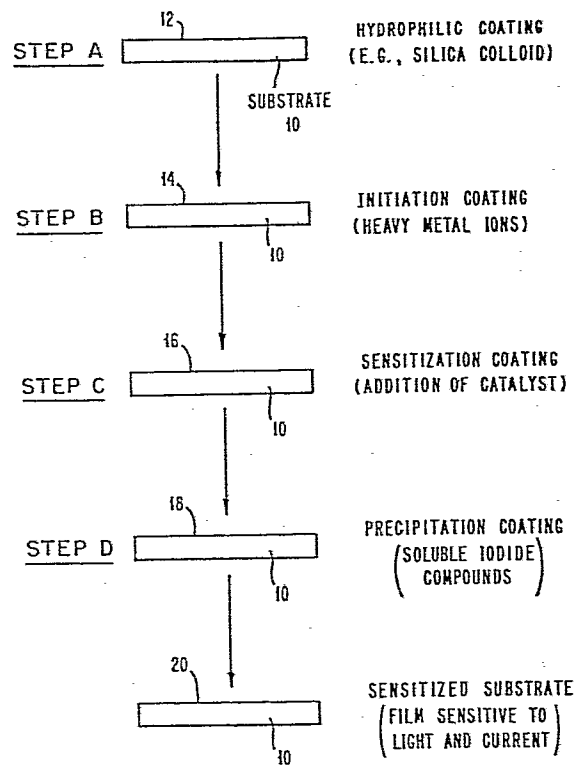 12
HYDROPHILIC COATING
STEP A
(E.G., SILICA COLLOID)
SUBSTRATE
10
14
INITIATION COATING
STEP B
(HEAVY METAL IONS)
10
16
SENSITIZATION COATING
STEP C
(ADDITION OF CATALYST)
10
18
PRECIPITATION COATING
STEP D
(SOLUBLE IODIDE
COMPOUNDS)
10
20
SENSITIZED SUBSTRATE
(FILM SENSITIVE TO
LIGHT AND CURRENT)
10